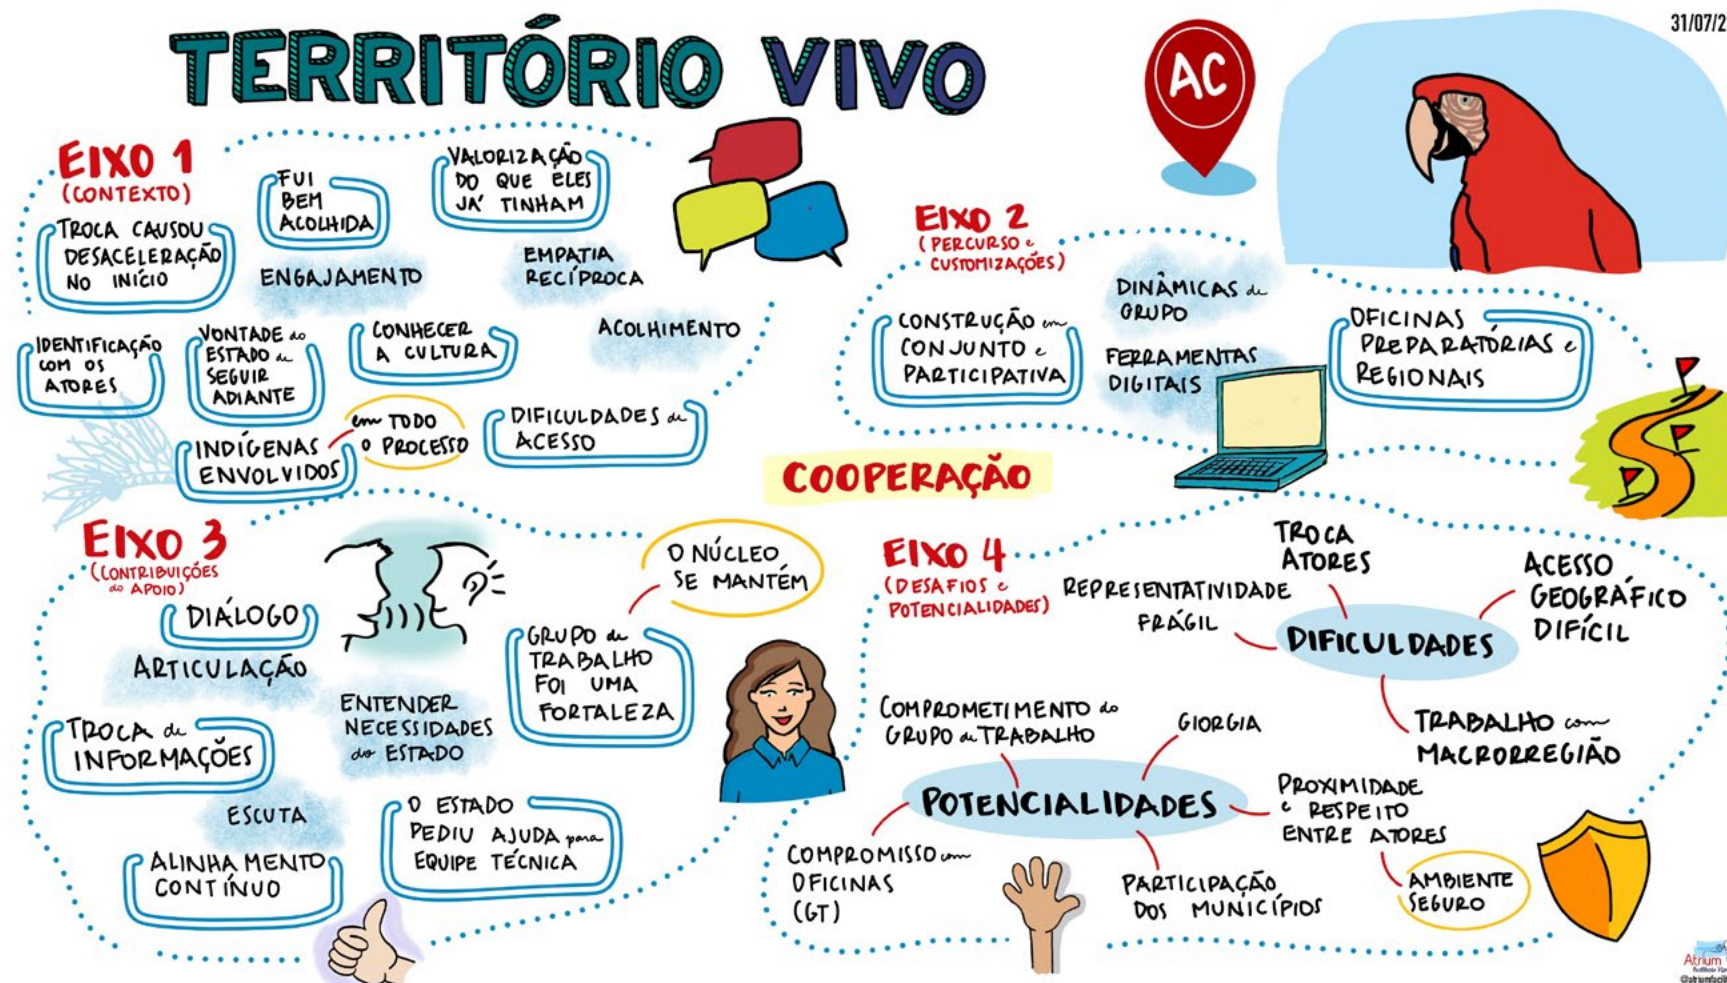 TERRITÓRIO VIVO
AC
31/07/2
EIXO 1
(CONTEXTO)
TROCA CAUSOU
DESACELERAÇÃO
NO INÍCIO
FUI
BEM
ACOLHIDA
VALORIZAÇÃO
DO QUE ELES
JÁ TINHAM
ENGAJAMENTO
EMPATIA
RECÍPROCA
ACOLHIMENTO
IDENTIFICAÇÃO
COM OS
ATORES
VONTADE do
ESTADO de
SEGUIR
ADIANTE
CONHECER
A CULTURA
INDÍGENAS
ENVOLVIDOS
em TODO
O PROCESSO
DIFICULDADES de
ACESSO
EIXO 2
(PERCURSO e
CUSTOMIZAÇÕES)
CONSTRUÇÃO em
CONJUNTO e
PARTICIPATIVA
DINÂMICAS de
GRUPO
FERRAMENTAS
DIGITAIS
OFICINAS
PREPARATÓRIAS e
REGIONAIS
COOPERAÇÃO
EIXO 3
(CONTRIBUIÇÕES
do APOIO)
DIÁLOGO
ARTICULAÇÃO
TROCA de
INFORMAÇÕES
ESCUTA
ALINHAMENTO
CONTÍNUO
ENTENDER
NECESSIDADES
do ESTADO
O ESTADO
PEDIU AJUDA para
EQUIPE TÉCNICA
GRUPO de
TRABALHO
FOI UMA
FORTALEZA
O NÚCLEO
SE MANTÉM
EIXO 4
(DESAFIOS e
POTENCIALIDADES)
DIFICULDADES
REPRESENTATIVIDADE
FRÁGIL
TROCA
ATORES
ACESSO
GEOGRÁFICO
DIFÍCIL
TRABALHO com
MACRORREGIÃO
POTENCIALIDADES
COMPROMETIMENTO do
GRUPO de TRABALHO
GIORGIA
PROXIMIDADE
e RESPEITO
ENTRE ATORES
AMBIENTE
SEGURO
PARTICIPAÇÃO
DOS MUNICÍPIOS
COMPROMISSO com
OFICINAS
(GT)
Atrium